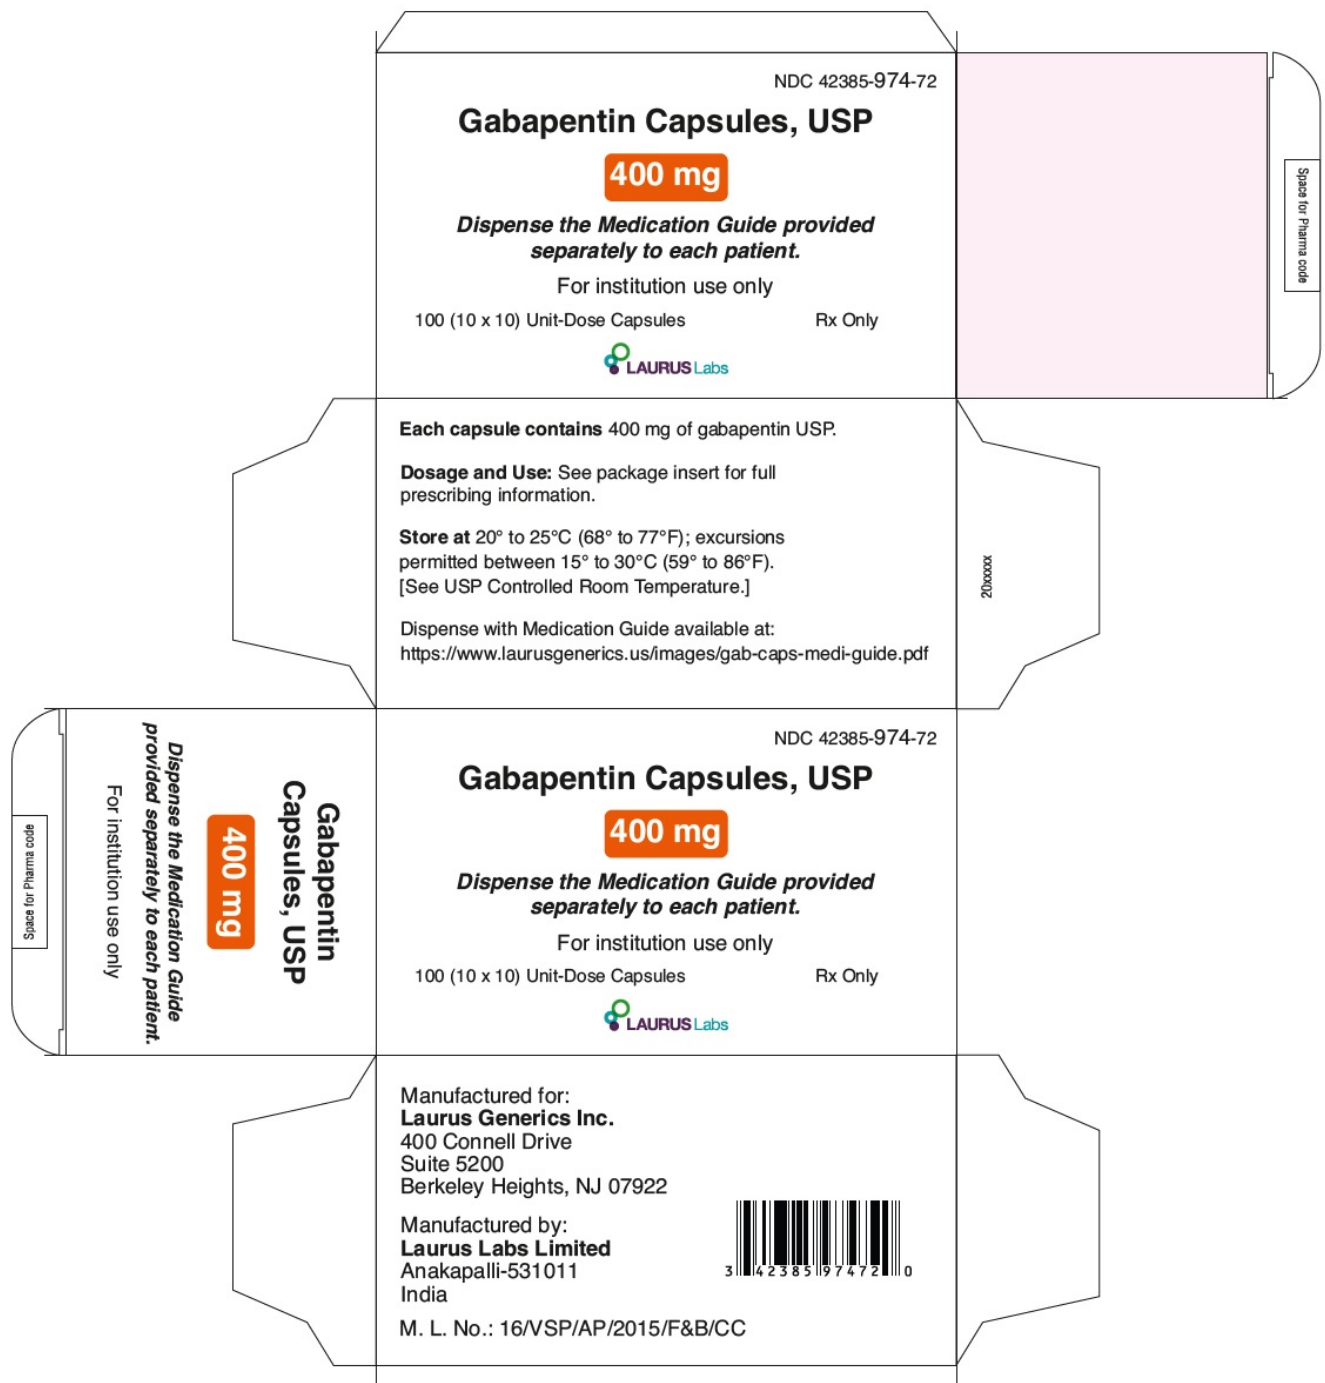 NDC 42385-974-72
Gabapentin Capsules, USP
400 mg
Dispense the Medication Guide provided
separately to each patient.
For institution use only
100 (10 x 10) Unit-Dose Capsules Rx Only
LAURUS Labs
Space for Pharma code
Each capsule contains 400 mg of gabapentin USP.
Dosage and Use: See package insert for full
prescribing information.
Store at 20° to 25°C (68° to 77°F); excursions
permitted between 15° to 30°C (59° to 86°F).
[See USP Controlled Room Temperature.]
Dispense with Medication Guide available at:
https://www.laurusgenerics.us/images/gab-caps-medi-guide.pdf
20xxxxx
Space for Pharma code
Gabapentin
Capsules, USP
400 mg
Dispense the Medication Guide
provided separately to each patient.
For institution use only
NDC 42385-974-72
Gabapentin Capsules, USP
400 mg
Dispense the Medication Guide provided
separately to each patient.
For institution use only
100 (10 x 10) Unit-Dose Capsules Rx Only
LAURUS Labs
Manufactured for:
Laurus Generics Inc.
400 Connell Drive
Suite 5200
Berkeley Heights, NJ 07922
Manufactured by:
Laurus Labs Limited
Anakapalli-531011
India
M. L. No.: 16/VSP/AP/2015/F&B/CC
3 42385 97472 0